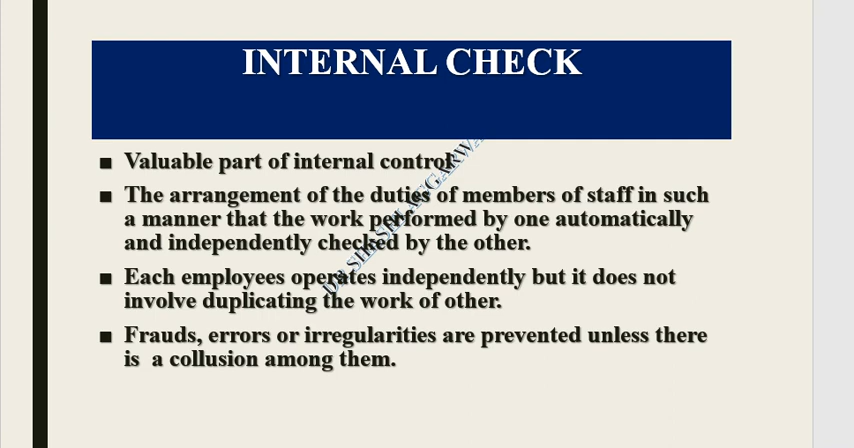 INTERNAL CHECK
▪ Valuable part of internal control.
▪ The arrangement of the duties of members of staff in such
a manner that the work performed by one automatically
and independently checked by the other.
▪ Each employees operates independently but it does not
involve duplicating the work of other.
▪ Frauds, errors or irregularities are prevented unless there
is a collusion among them.